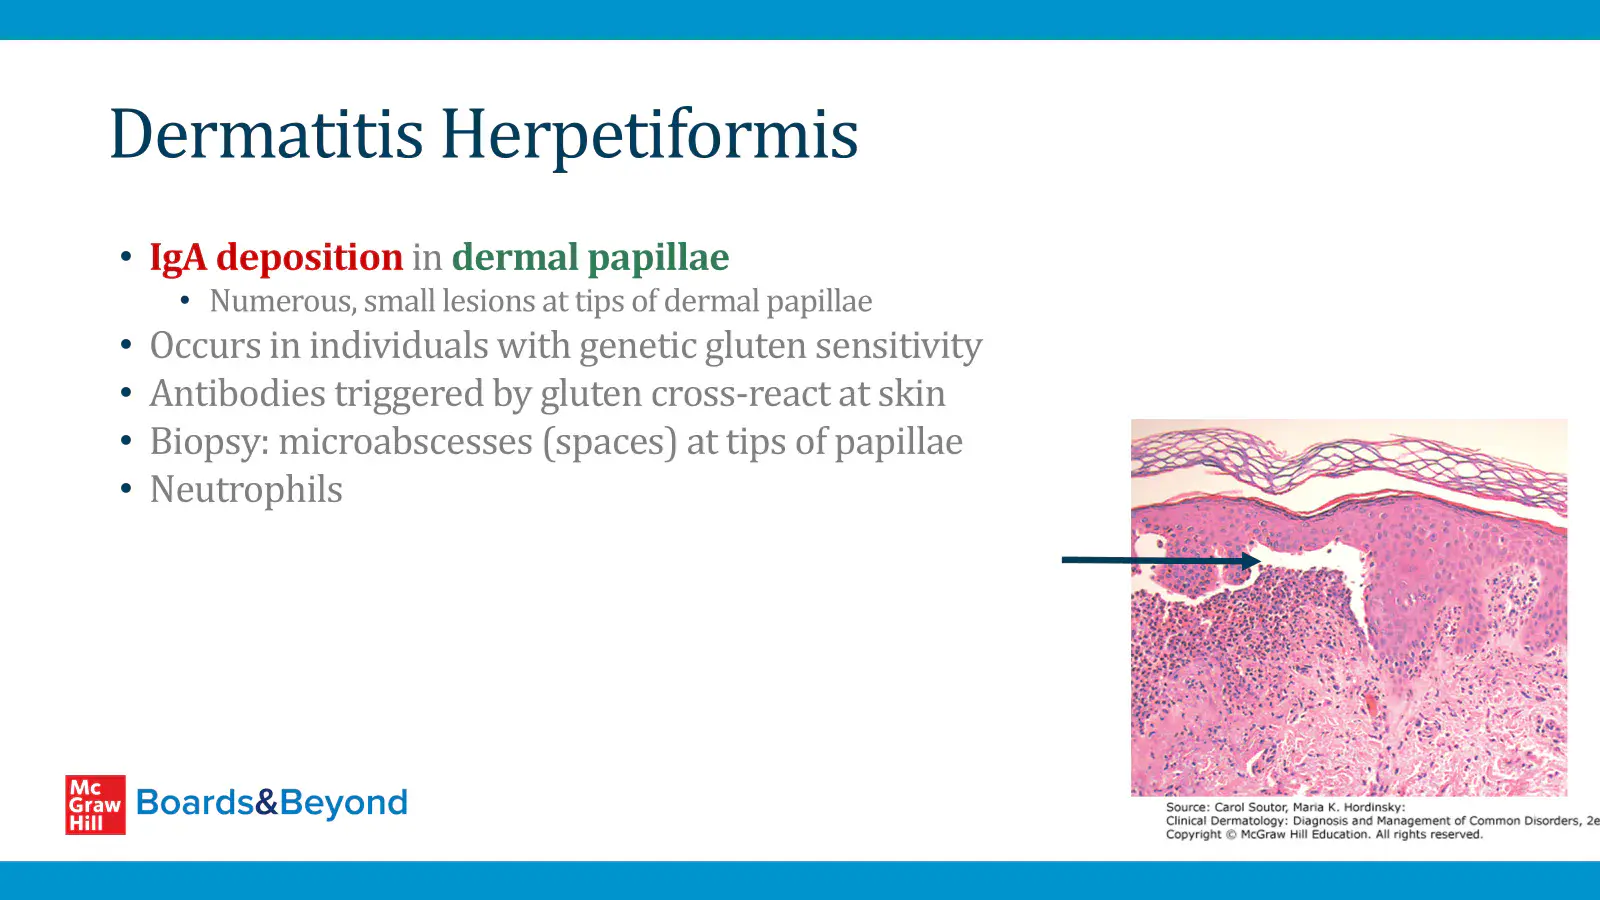 Dermatitis Herpetiformis
• IgA deposition in dermal papillae
• Numerous, small lesions at tips of dermal papillae
• Occurs in individuals with genetic gluten sensitivity
• Antibodies triggered by gluten cross-react at skin
• Biopsy: microabscesses (spaces) at tips of papillae
• Neutrophils
Mc
Graw
Hill
Boards&Beyond
Source: Carol Soutor, Maria K. Hordinsky:
Clinical Dermatology: Diagnosis and Management of Common Disorders, 2e
Copyright © McGraw Hill Education. All rights reserved.